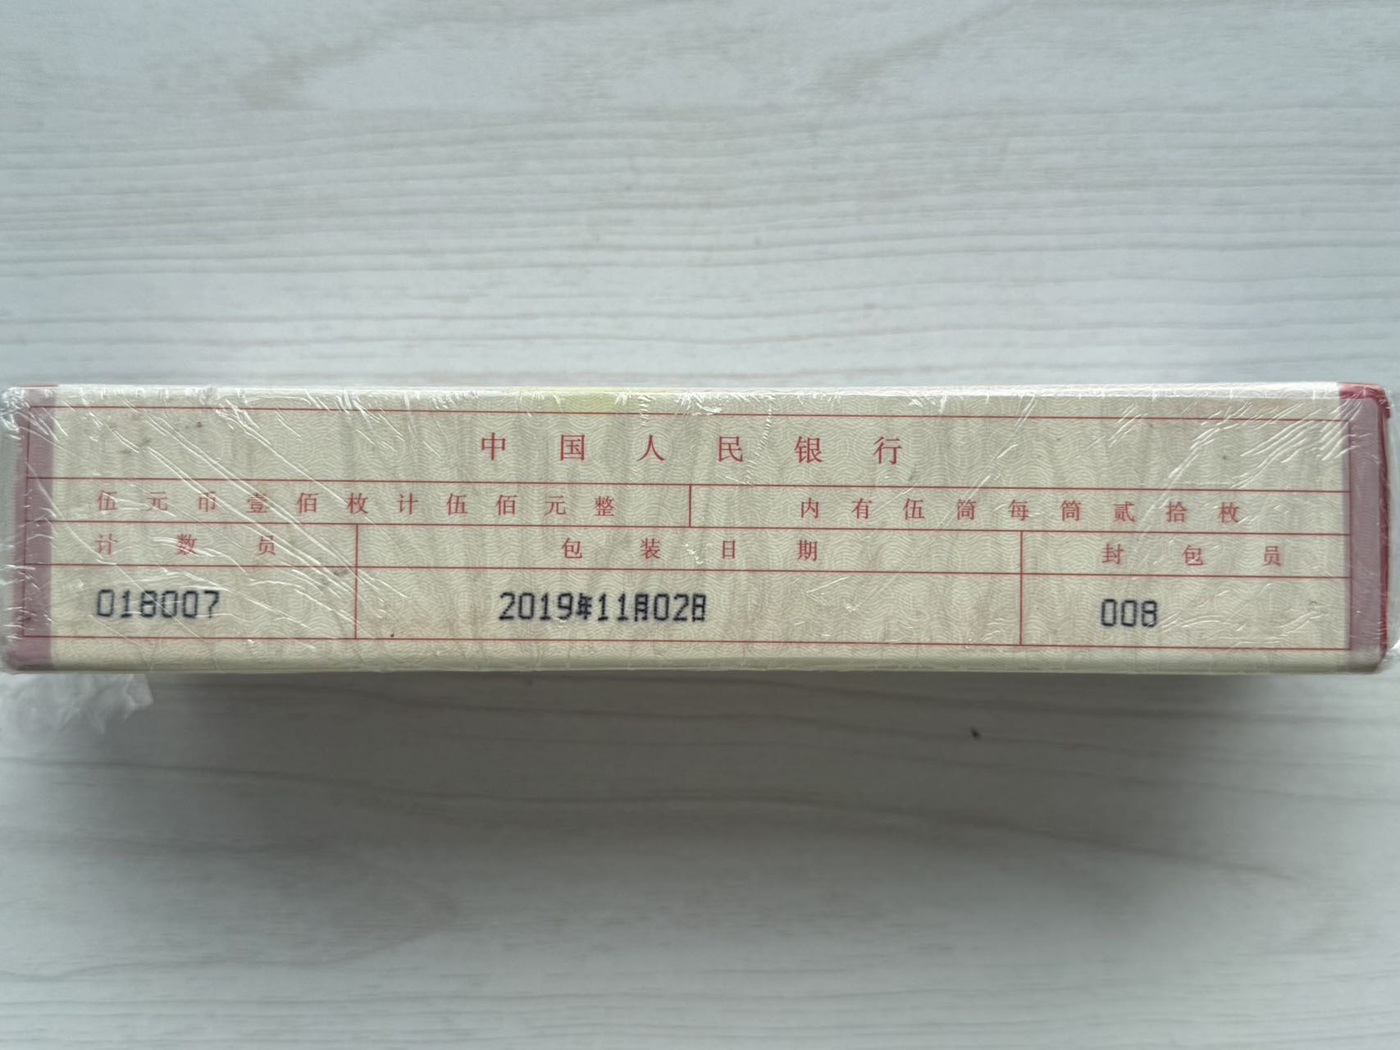 中国人民银行
伍元币壹佰枚计伍佰元整 内有伍筒每筒贰拾枚
计数员 包装日期 封包员
018007 2019年11月02日 008